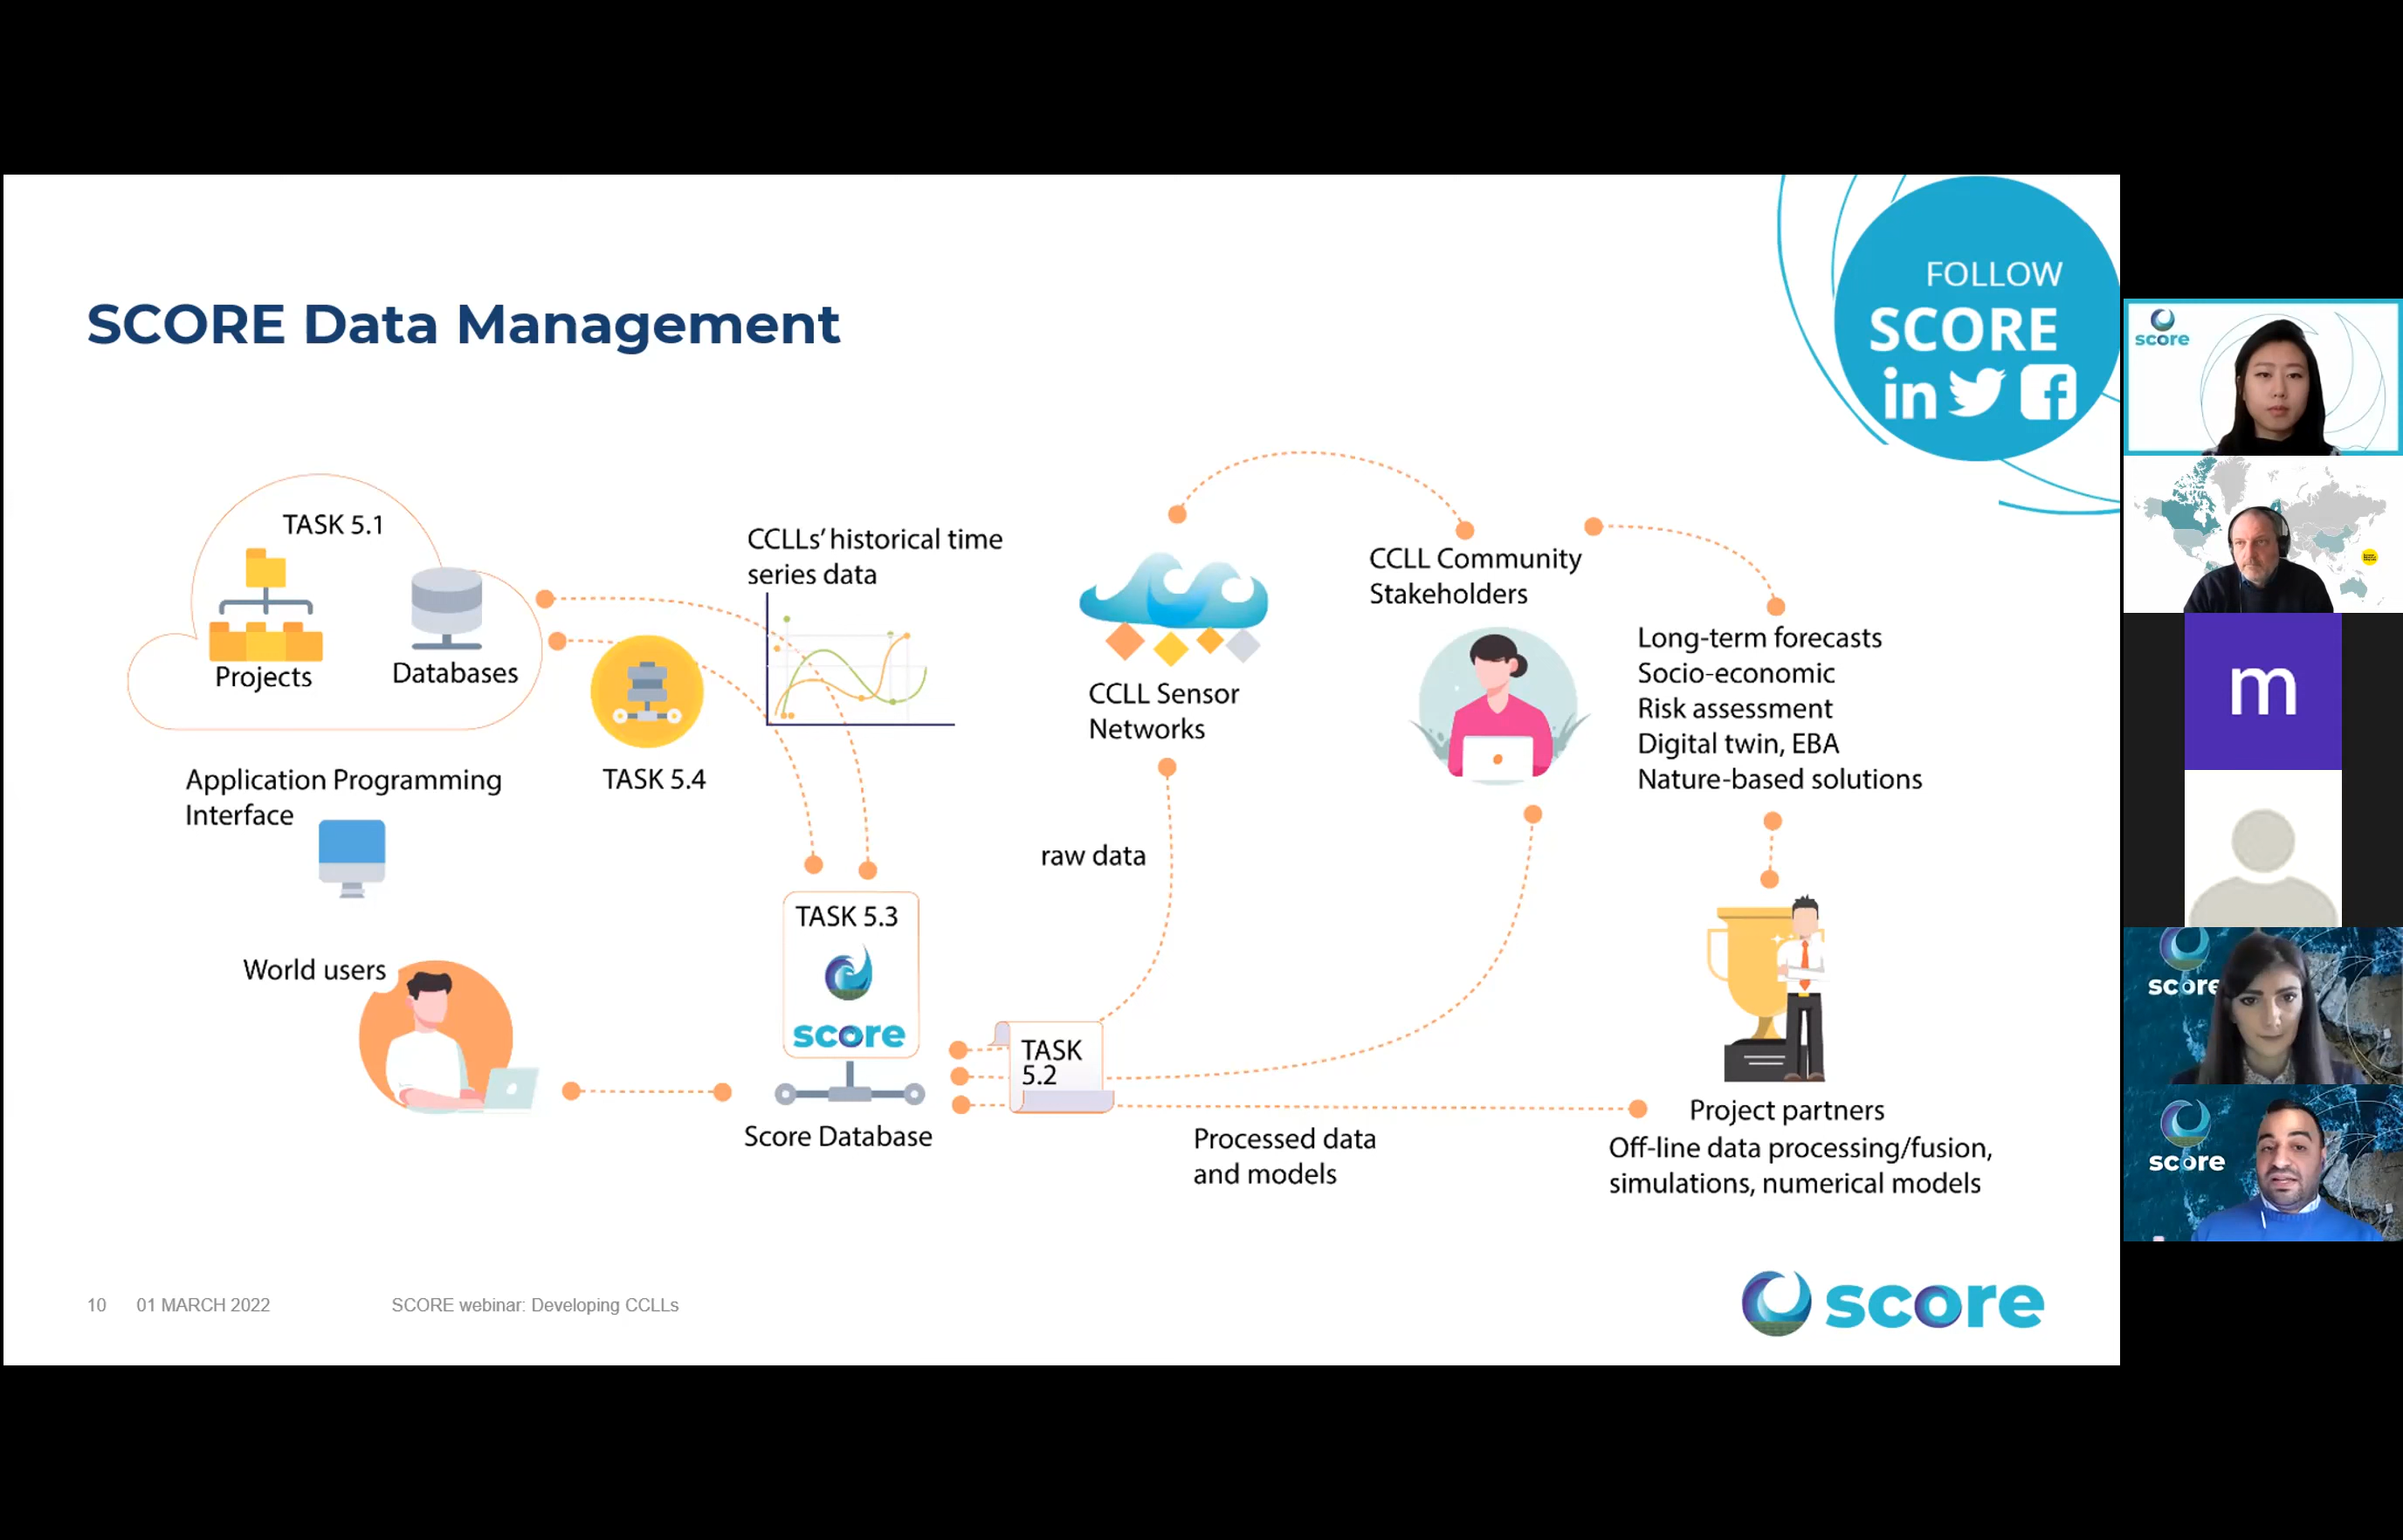 SCORE Data Management
FOLLOW
SCORE
in
TASK 5.1
Projects
Databases
TASK 5.4
CCLLs' historical time
series data
CCLL Sensor
Networks
CCLL Community
Stakeholders
Long-term forecasts
Socio-economic
Risk assessment
Digital twin, EBA
Nature-based solutions
Application Programming
Interface
raw data
World users
TASK 5.3
score
Score Database
TASK
5.2
Processed data
and models
Project partners
Off-line data processing/fusion,
simulations, numerical models
10 01 MARCH 2022 SCORE webinar: Developing CCLLs
score
score
m
score
score